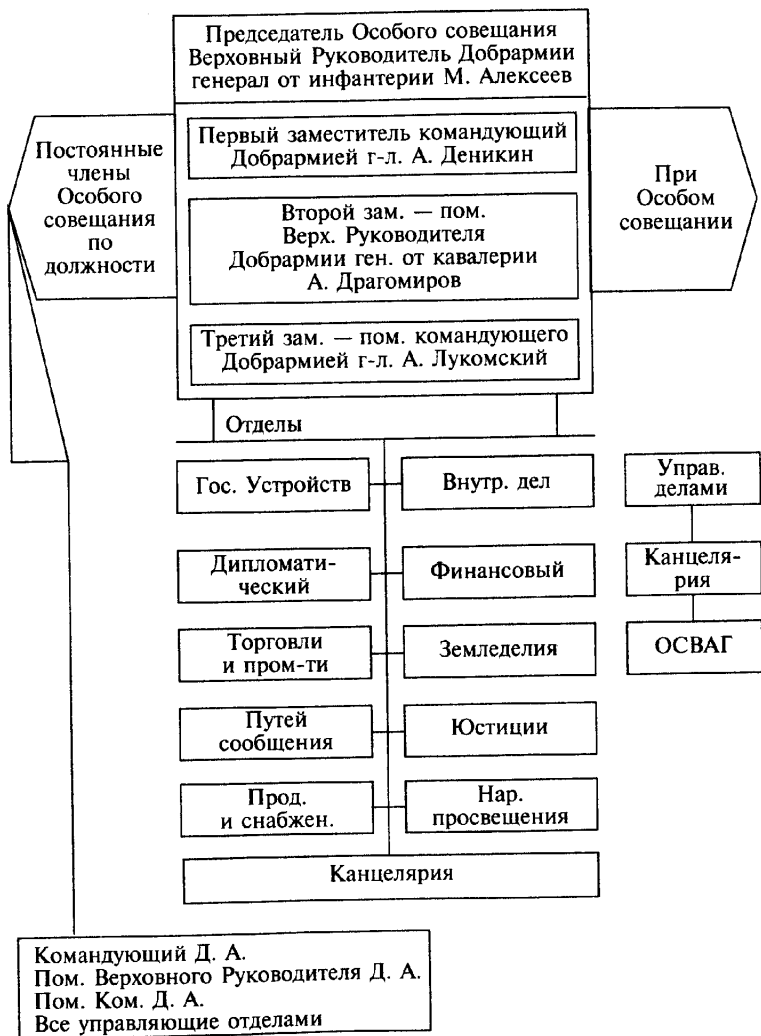 Председатель Особого совещания
Верховный Руководитель Добрармии
генерал от инфантерии М. Алексеев
Постоянные
члены
Особого
совещания
по
должности
Первый заместитель командующий
Добрармией г-л. А. Деникин
Второй зам. — пом.
Верх. Руководителя
Добрармии ген. от кавалерии
А. Драгомиров
Третий зам. — пом. командующего
Добрармией г-л. А. Лукомский
При
Особом
совещании
Отделы
Гос. Устройств
Внутр. дел
Дипломати-
ческий
Финансовый
Торговли
и пром-ти
Земледелия
Путей
сообщения
Юстиции
Прод.
и снабжен.
Нар.
просвещения
Канцелярия
Управ.
делами
Канцеля-
рия
ОСВАГ
Командующий Д. А.
Пом. Верховного Руководителя Д. А.
Пом. Ком. Д. А.
Все управляющие отделами